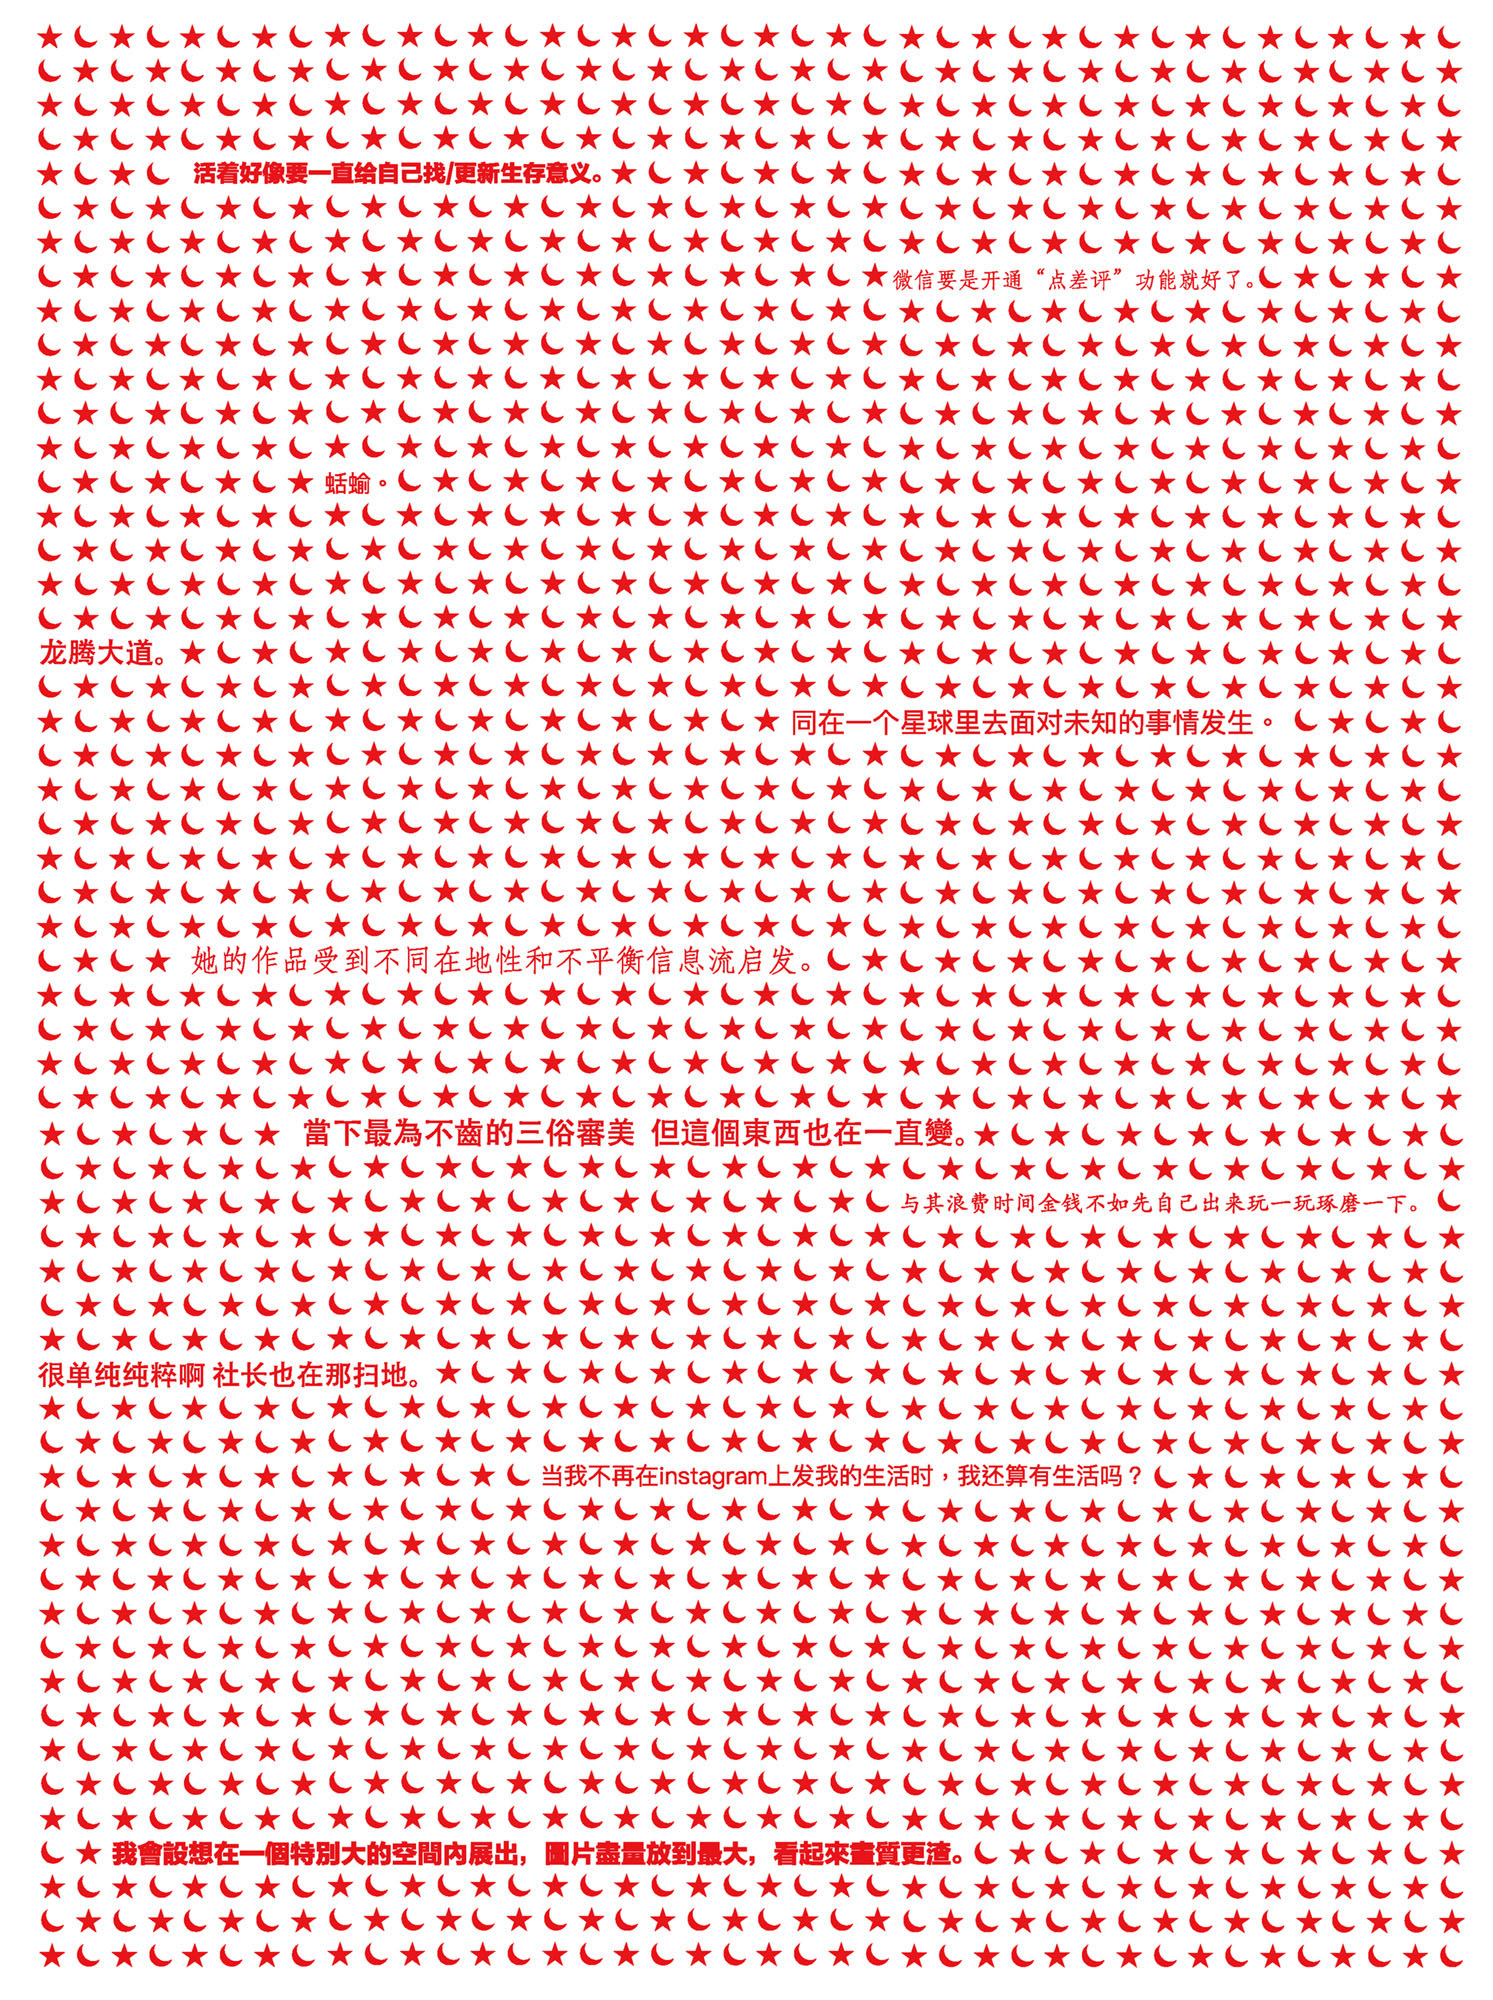 活着好像要一直给自己找/更新生存意义。
微信要是开通“点差评”功能就好了。
蛞蝓。
龙腾大道。
同在一个星球里去面对未知的事情发生。
她的作品受到不同在地性和不平衡信息流启发。
當下最為不齒的三俗審美 但這個東西也在一直變。
与其浪费时间金钱不如先自己出来玩一玩琢磨一下。
很单纯纯粹啊 社长也在那扫地。
当我不再在instagram上发我的生活时，我还算有生活吗？
我會設想在一個特別大的空間內展出，圖片盡量放到最大，看起來畫質更渣。